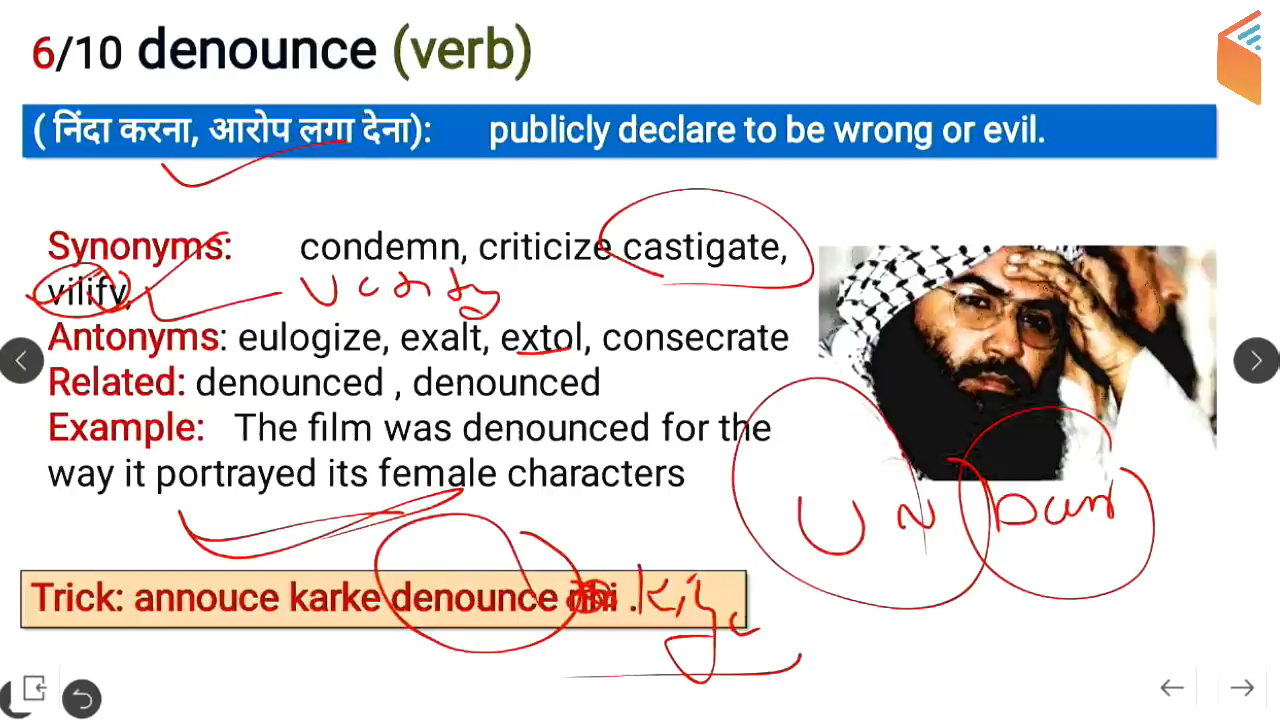 6/10 denounce (verb)
( निंदा करना, आरोप लगा देना): publicly declare to be wrong or evil.
Synonyms: condemn, criticize castigate,
vilify,
Antonyms: eulogize, exalt, extol, consecrate
Related: denounced , denounced
Example: The film was denounced for the
way it portrayed its female characters
UN
Trick: annouce karke denounce .